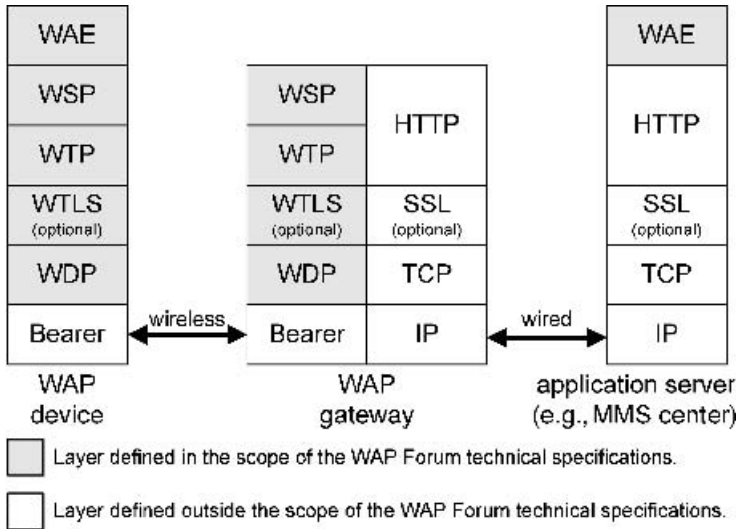 WAE
WSP
WTP
WTLS
(optional)
WDP
Bearer
WAP
device
wireless
WSP
WTP
WTLS
(optional)
WDP
Bearer
HTTP
SSL
(optional)
TCP
IP
WAP
gateway
wired
WAE
HTTP
SSL
(optional)
TCP
IP
application server
(e.g., MMS center)
Layer defined in the scope of the WAP Forum technical specifications.
Layer defined outside the scope of the WAP Forum technical specifications.